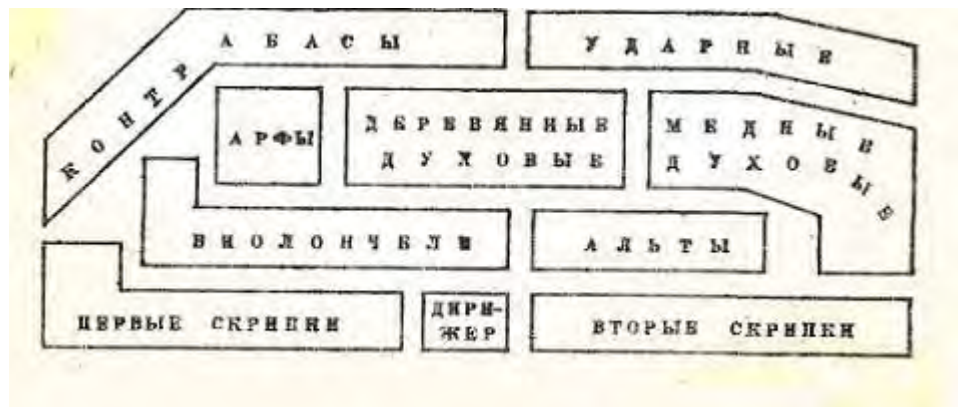 КОНТРАБАСЫ
УДАРНЫЕ
АРФЫ
ДЕРЕВЯННЫЕ
ДУХОВЫЕ
МЕДНЫЕ
ДУХОВЫЕ
ВИОЛОНЧЕЛИ
АЛЬТЫ
ПЕРВЫЕ СКРИПКИ
ДИРИ-
ЖЕР
ВТОРЫЕ СКРИПКИ